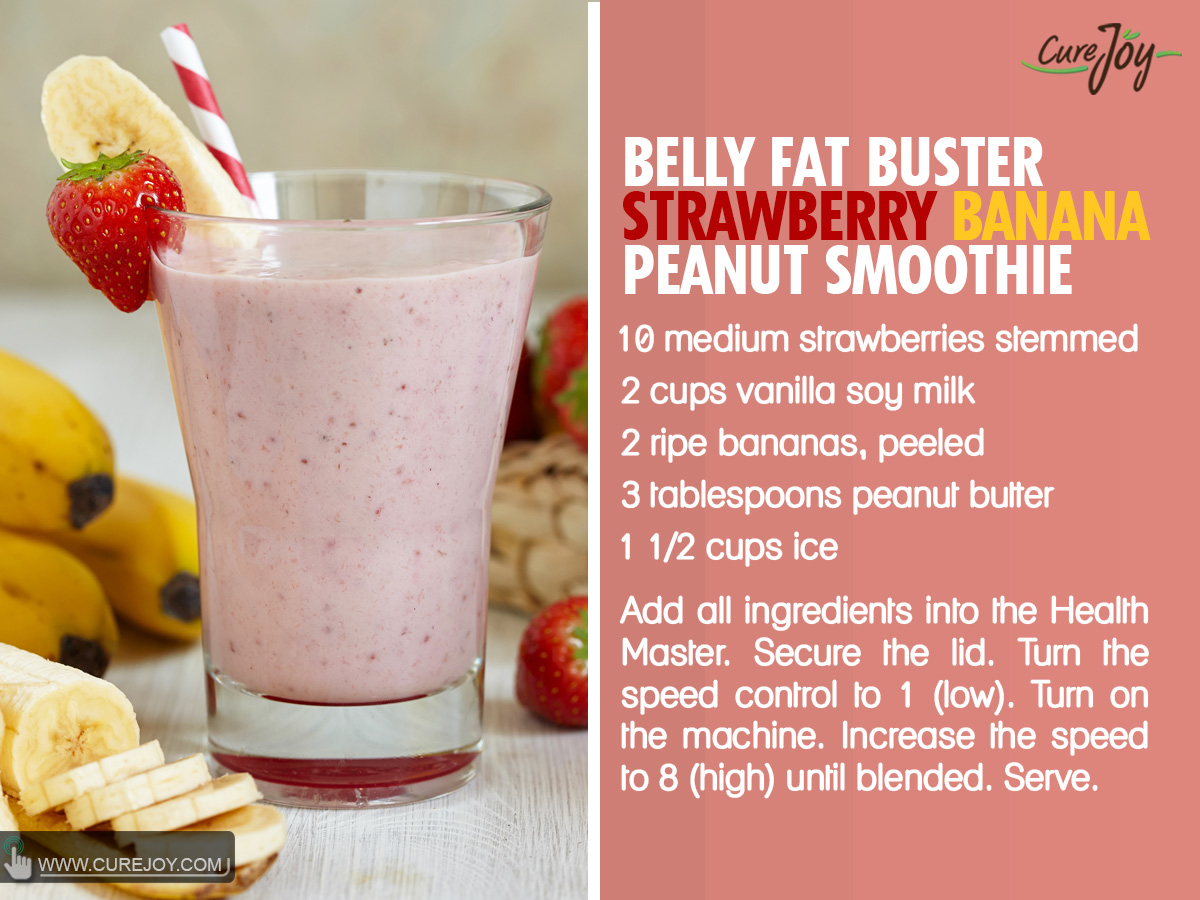 CureJoy
BELLY FAT BUSTER
STRAWBERRY BANANA
PEANUT SMOOTHIE
10 medium strawberries stemmed
2 cups vanilla soy milk
2 ripe bananas, peeled
3 tablespoons peanut butter
1 1/2 cups ice
Add all ingredients into the Health
Master. Secure the lid. Turn the
speed control to 1 (low). Turn on
the machine. Increase the speed
to 8 (high) until blended. Serve.
WWW.CUREJOY.COM